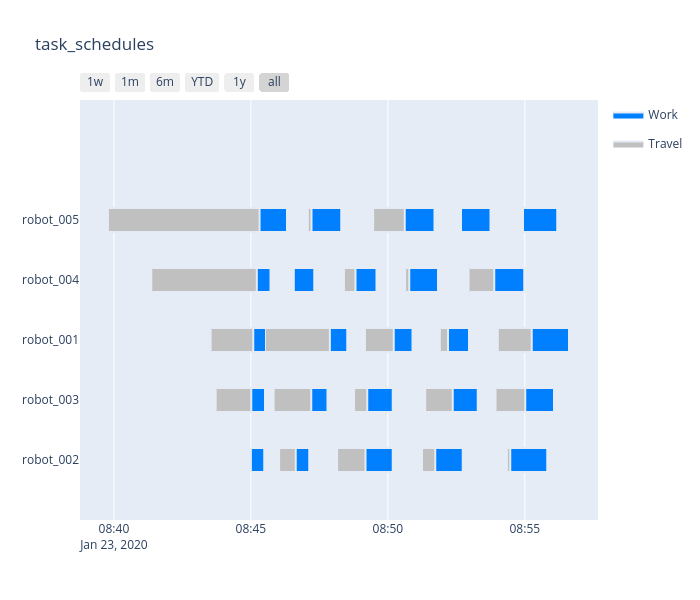 task_schedules
1w 1m 6m YTD 1y all
Work
Travel
robot_005
robot_004
robot_001
robot_003
robot_002
08:40 08:45 08:50 08:55
Jan 23, 2020